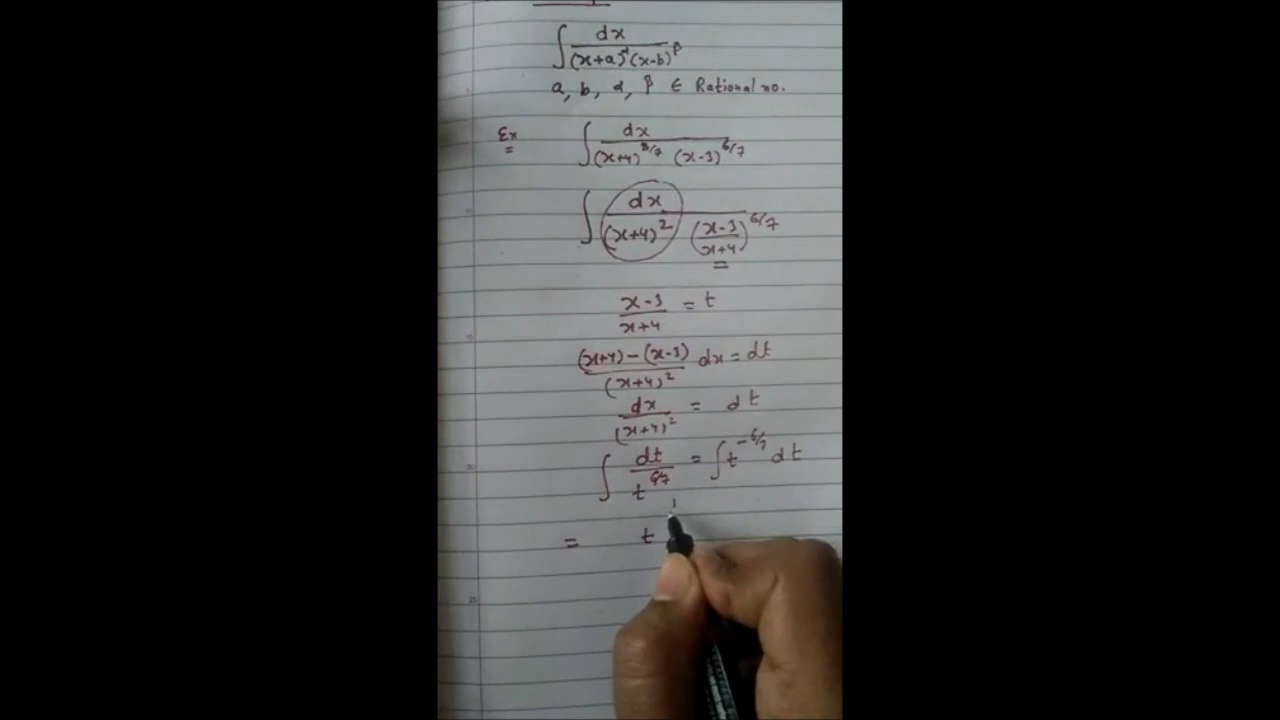 ∫ dx / (x+a)^α (x-b)^β
a, b, α, β ∈ Rational no.
Ex = ∫ dx / (x+4)^8/7 (x-3)^6/7
∫ dx / (x+4)^2 ((x-3)/(x+4))^6/7
(x-3)/(x+4) = t
((x+4)-(x-3))/(x+4)^2 dx = dt
dx/(x+4)^2 = dt
∫ dt/t^6/7 = ∫ t^-6/7 dt
= t